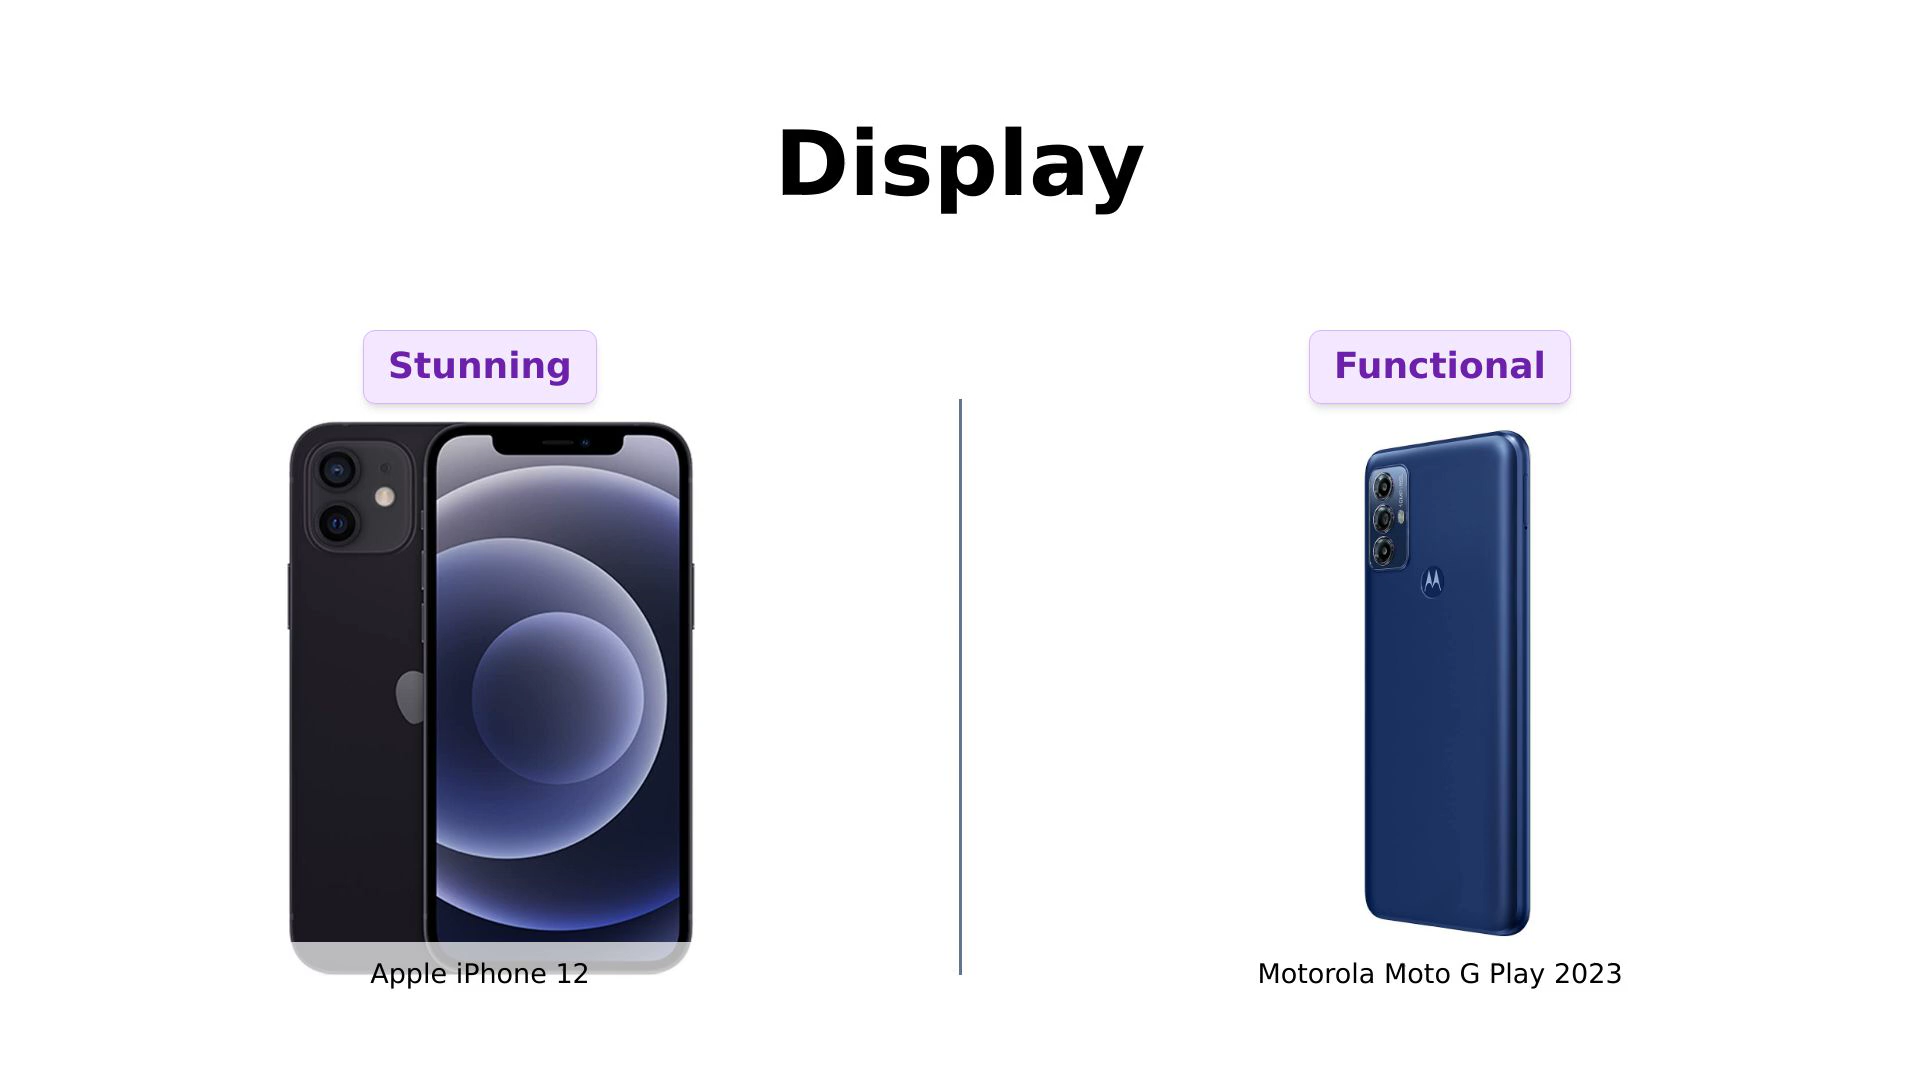 Display
Stunning
Functional
Apple iPhone 12
Motorola Moto G Play 2023